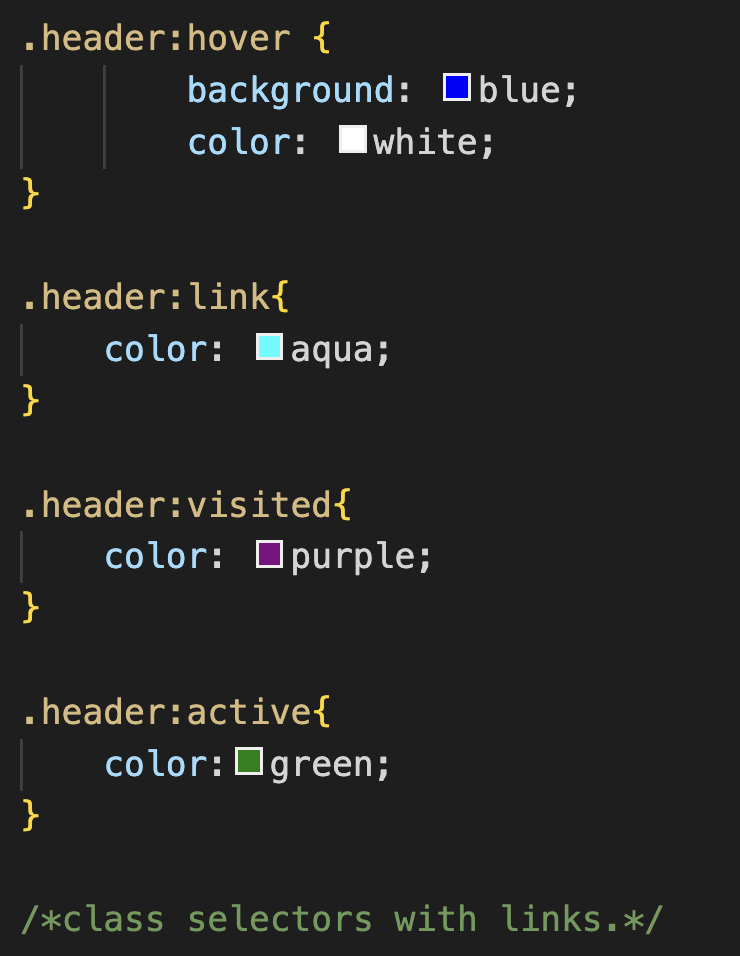 .header:hover {
        background: blue;
        color: white;
}

.header:link{
    color: aqua;
}

.header:visited{
    color: purple;
}

.header:active{
    color:green;
}

/*class selectors with links.*/